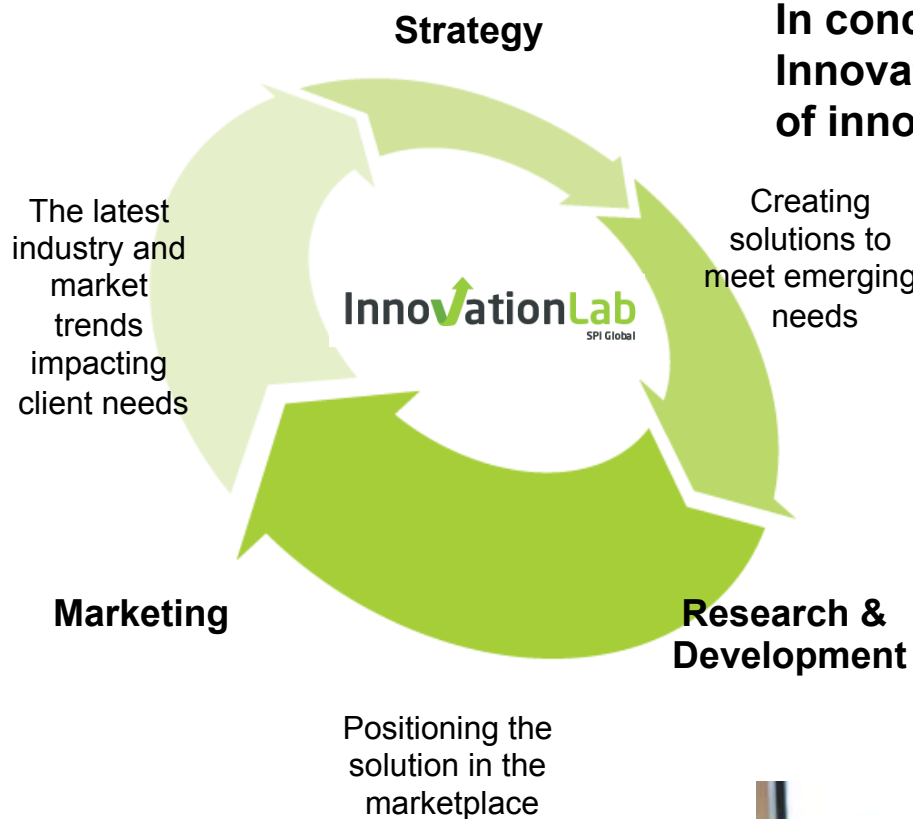 Strategy
In conc
Innova
of inno
The latest
industry and
market
trends
impacting
client needs
Creating
solutions to
meet emerging
needs
InnovationLab
SPI Global
Marketing
Research &
Development
Positioning the
solution in the
marketplace